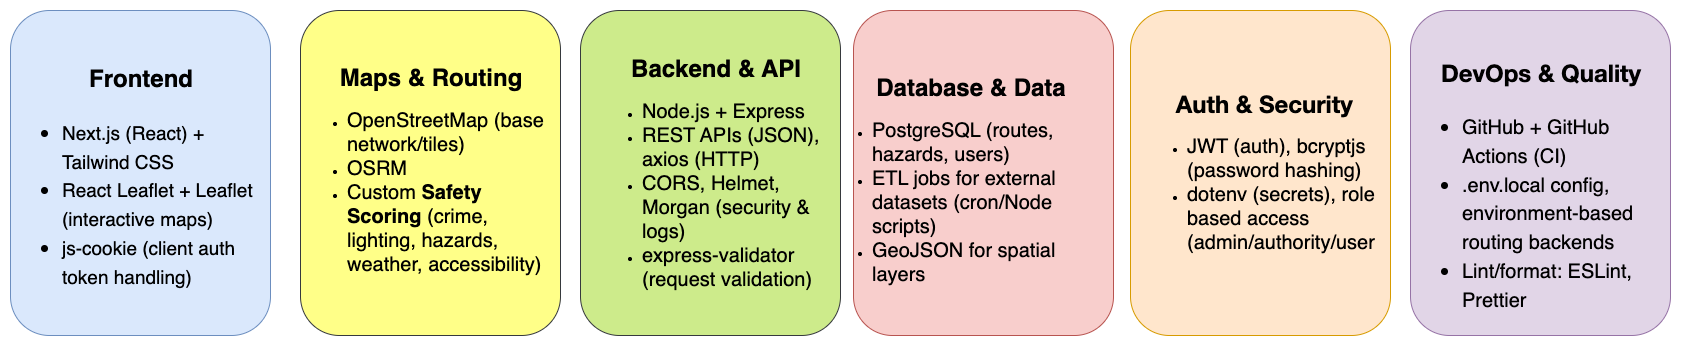 Frontend
• Next.js (React) +
Tailwind CSS
• React Leaflet + Leaflet
(interactive maps)
• js-cookie (client auth
token handling)
Maps & Routing
• OpenStreetMap (base
network/tiles)
• OSRM
• Custom Safety
Scoring (crime,
lighting, hazards,
weather, accessibility)
Backend & API
• Node.js + Express
• REST APIs (JSON),
axios (HTTP)
• CORS, Helmet,
Morgan (security &
logs)
• express-validator
(request validation)
Database & Data
• PostgreSQL (routes,
hazards, users)
• ETL jobs for external
datasets (cron/Node
scripts)
• GeoJSON for spatial
layers
Auth & Security
• JWT (auth), bcryptjs
(password hashing)
• dotenv (secrets), role
based access
(admin/authority/user
DevOps & Quality
• GitHub + GitHub
Actions (CI)
• .env.local config,
environment-based
routing backends
• Lint/format: ESLint,
Prettier